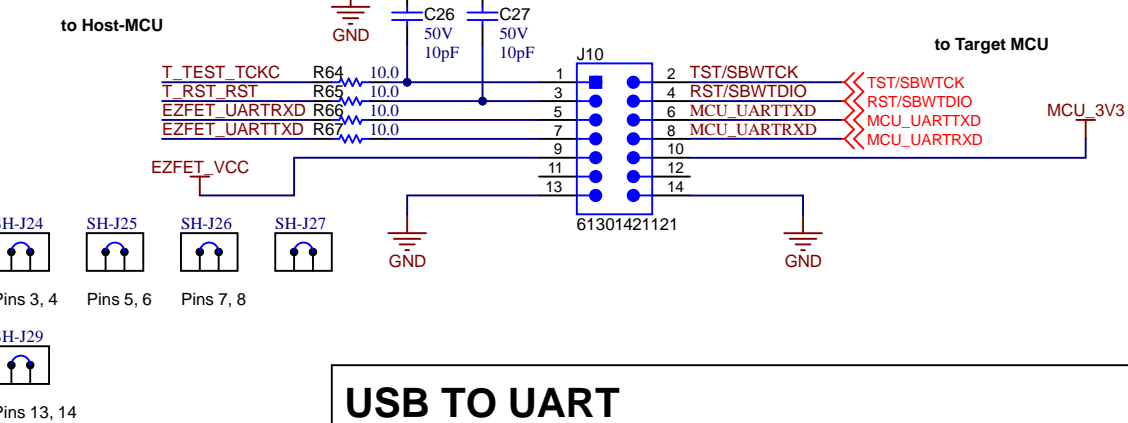 to Host-MCU
GND
C26
50V
10pF
C27
50V
10pF
to Target MCU
J10
T_TEST_TCKC R64 10.0 1 2 TST/SBWTCK TST/SBWTCK
T_RST_RST R65 10.0 3 4 RST/SBWTDIO RST/SBWTDIO
EZFET_UARTRXD R66 10.0 5 6 MCU_UARTTXD MCU_UARTTXD
EZFET_UARTTXD R67 10.0 7 8 MCU_UARTRXD MCU_UARTRXD
MCU_3V3
9 10
EZFET_VCC
11 12
13 14
61301421121
GND
GND
SH-J24 SH-J25 SH-J26 SH-J27
Pins 3, 4 Pins 5, 6 Pins 7, 8
SH-J29
Pins 13, 14
USB TO UART